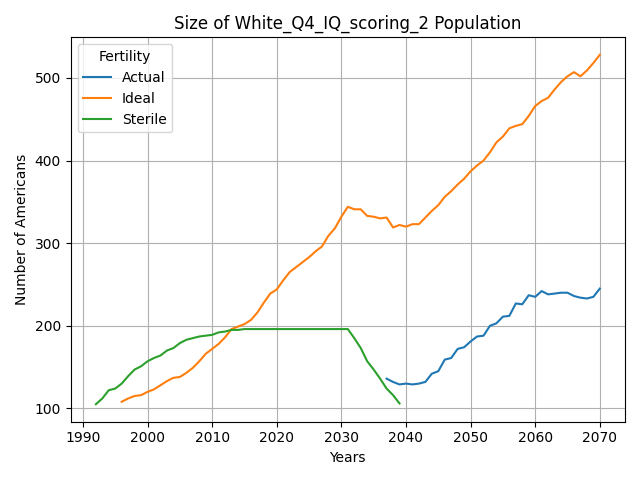 Size of White_Q4_IQ_scoring_2 Population
Fertility
Actual
Ideal
Sterile
Number of Americans
500
400
300
200
100
1990
2000
2010
2020
2030
2040
2050
2060
2070
Years